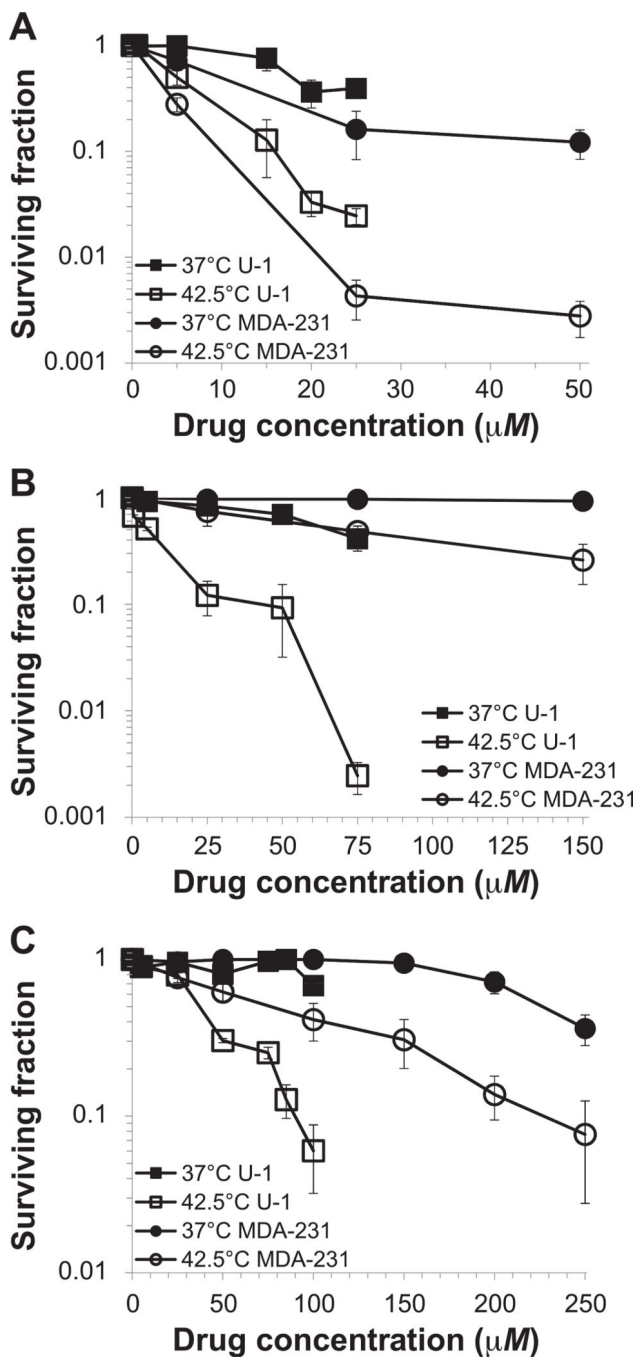 A
Surviving fraction
1
0.1
0.01
0.001
37°C U-1
42.5°C U-1
37°C MDA-231
42.5°C MDA-231
0 10 20 30 40 50
Drug concentration (μM)
B
Surviving fraction
1
0.1
0.01
0.001
37°C U-1
42.5°C U-1
37°C MDA-231
42.5°C MDA-231
0 25 50 75 100 125 150
Drug concentration (μM)
C
Surviving fraction
1
0.1
0.01
37°C U-1
42.5°C U-1
37°C MDA-231
42.5°C MDA-231
0 50 100 150 200 250
Drug concentration (μM)